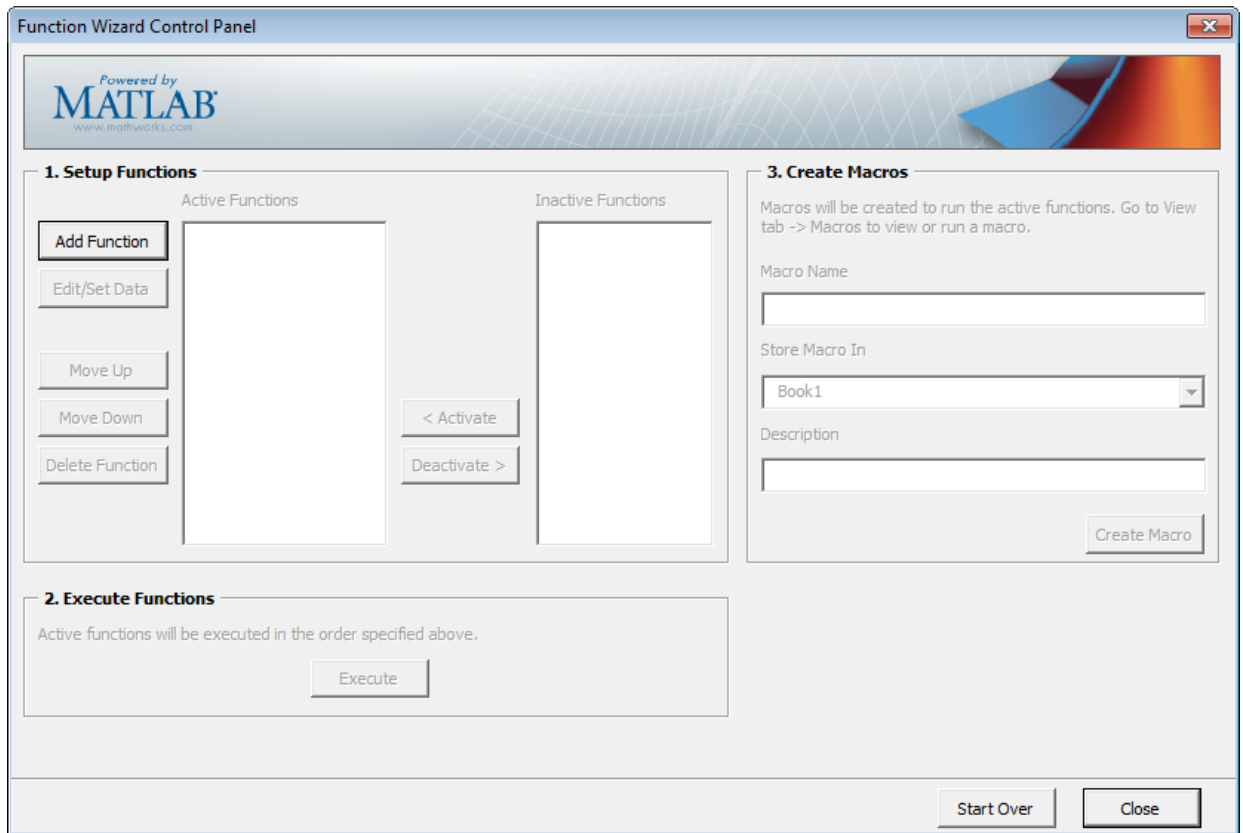 Function Wizard Control Panel
Powered by
MATLAB
www.mathworks.com
1. Setup Functions
Active Functions
Inactive Functions
Add Function
Edit/Set Data
Move Up
Move Down
Delete Function
< Activate
Deactivate >
3. Create Macros
Macros will be created to run the active functions. Go to View
tab -> Macros to view or run a macro.
Macro Name
Store Macro In
Book1
Description
Create Macro
2. Execute Functions
Active functions will be executed in the order specified above.
Execute
Start Over
Close